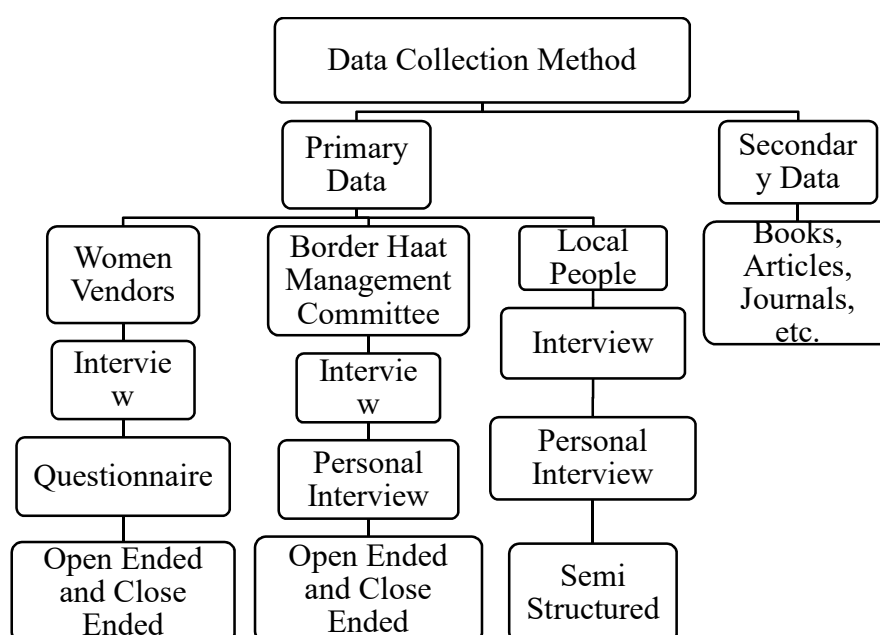 Data Collection Method
Primary
Data
Secondar
y Data
Women
Vendors
Border Haat
Management
Committee
Local
People
Books,
Articles,
Journals,
etc.
Intervie
w
Intervie
w
Interview
Questionnaire
Personal
Interview
Personal
Interview
Open Ended
and Close
Ended
Open Ended
and Close
Ended
Semi
Structured